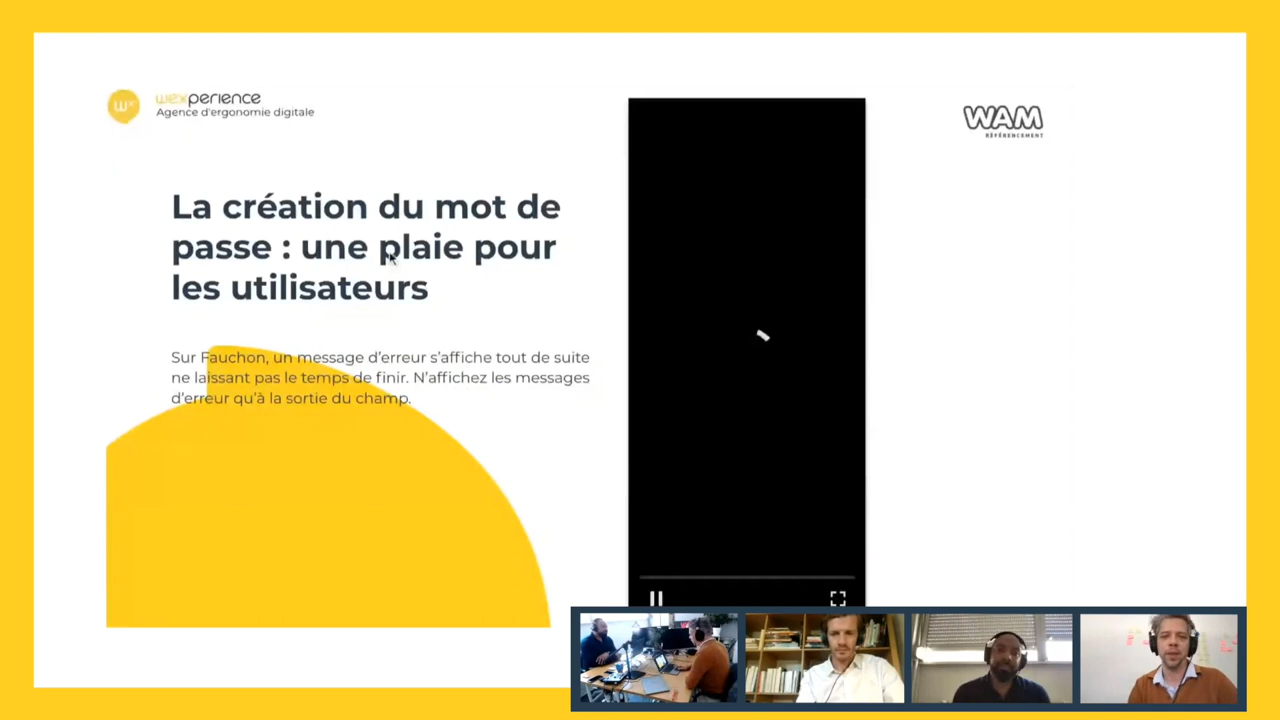 wexperience
Agence d'ergonomie digitale
WAM
RÉFÉRENCEMENT
La création du mot de
passe : une plaie pour
les utilisateurs
Sur Fauchon, un message d'erreur s'affiche tout de suite
ne laissant pas le temps de finir. N'affichez les messages
d'erreur qu'à la sortie du champ.